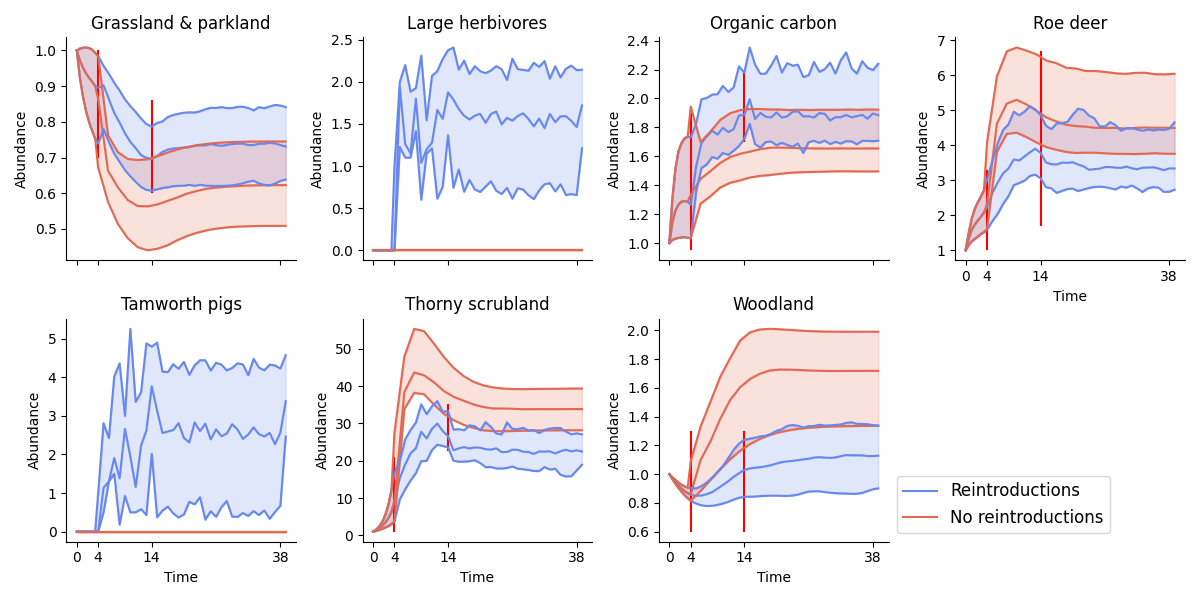 Grassland & parkland
Abundance
1.0
0.9
0.8
0.7
0.6
0.5
Large herbivores
Abundance
2.5
2.0
1.5
1.0
0.5
0.0
Organic carbon
Abundance
2.4
2.2
2.0
1.8
1.6
1.4
1.2
1.0
Roe deer
Abundance
7
6
5
4
3
2
1
0 4 14 38
Time
Tamworth pigs
Abundance
5
4
3
2
1
0
0 4 14 38
Time
Thorny scrubland
Abundance
50
40
30
20
10
0
0 4 14 38
Time
Woodland
Abundance
2.0
1.8
1.6
1.4
1.2
1.0
0.8
0.6
0 4 14 38
Time
Reintroductions
No reintroductions